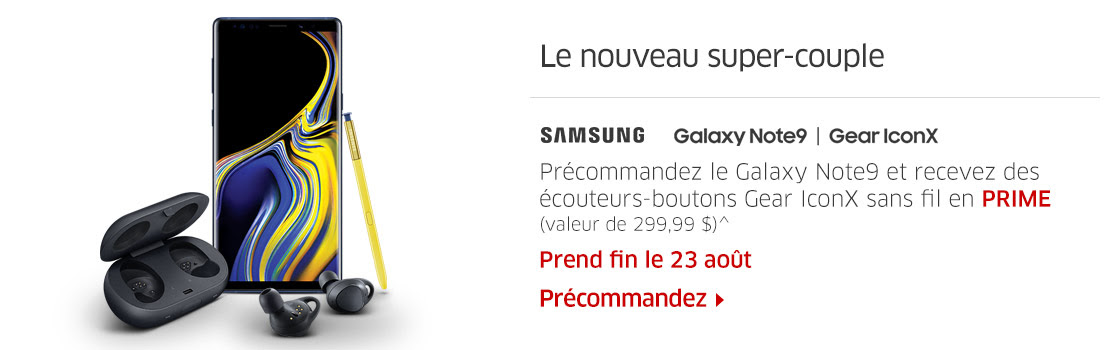 Le nouveau super-couple
SAMSUNG Galaxy Note9 | Gear IconX
Précommandez le Galaxy Note9 et recevez des
écouteurs-boutons Gear IconX sans fil en PRIME
(valeur de 299,99 $)^
Prend fin le 23 août
Précommandez